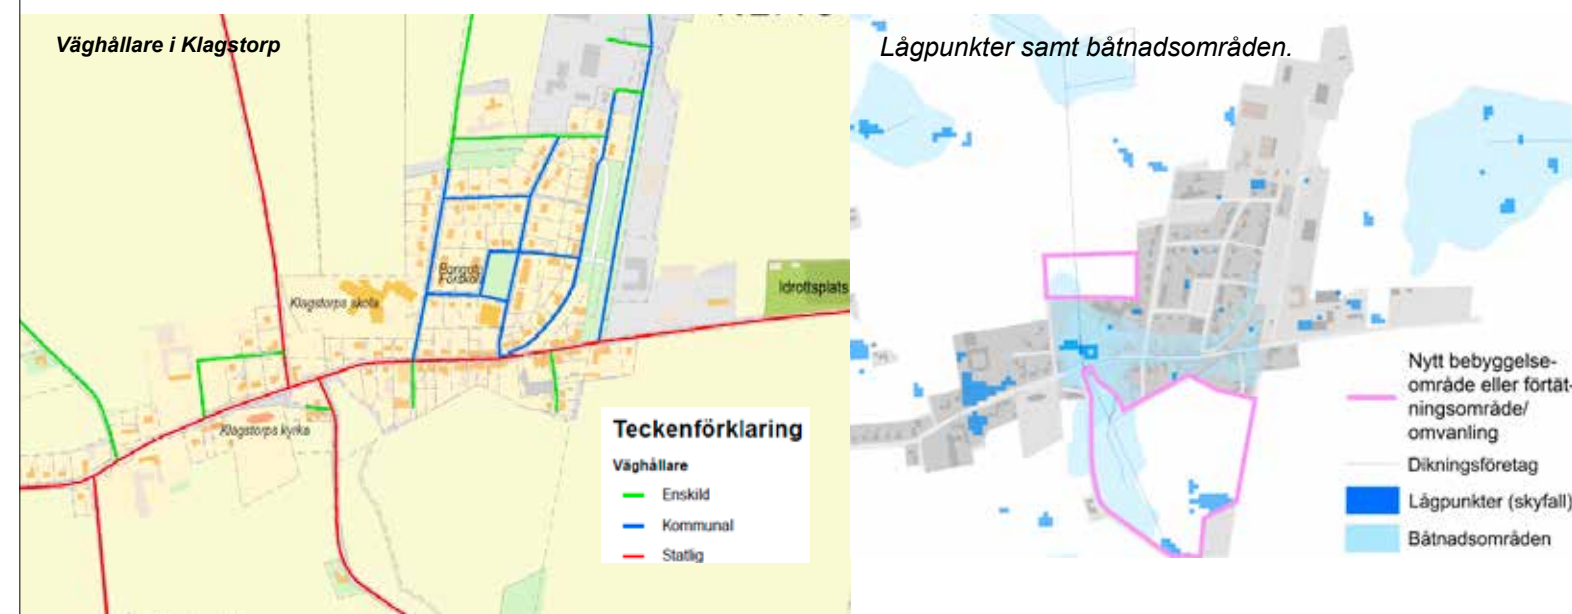 Väghållare i Klagstorp
Klagstorps skola
Idrottsplats
Klagstorps kyrka
Teckenförklaring
Väghållare
Enskild
Kommunal
Statlig
Lågpunkter samt båtnadsområden.
Nytt bebyggelse-
område eller förtät-
ningsområde/
omvanling
Dikningsföretag
Lågpunkter (skyfall)
Båtnadsområden